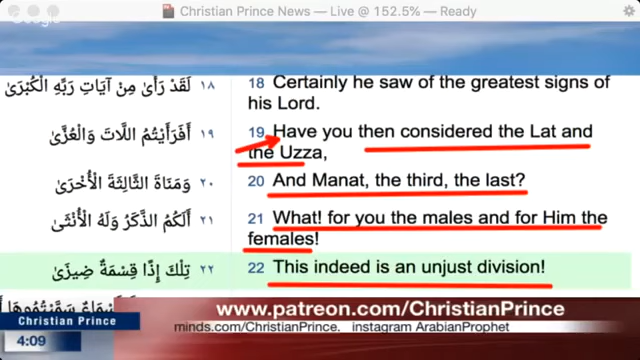 Christian Prince News — Live @ 152.5% — Ready
Google
١٨ لَقَدْ رَأَىٰ مِنْ آيَاتِ رَبِّهِ الْكُبْرَىٰ
18 Certainly he saw of the greatest signs of
his Lord.
١٩ أَفَرَأَيْتُمُ اللَّاتَ وَالْعُزَّىٰ
19 Have you then considered the Lat and
the Uzza,
٢٠ وَمَنَاةَ الثَّالِثَةَ الْأُخْرَىٰ
20 And Manat, the third, the last?
٢١ أَلَكُمُ الذَّكَرُ وَلَهُ الْأُنْثَىٰ
21 What! for you the males and for Him the
females!
٢٢ تِلْكَ إِذًا قِسْمَةٌ ضِيزَىٰ
22 This indeed is an unjust division!
أَسْمَاءٌ سَمَّيْتُمُوهَا
www.patreon.com/ChristianPrince
Christian Prince
minds.com/ChristianPrince. instagram ArabianProphet
4:09